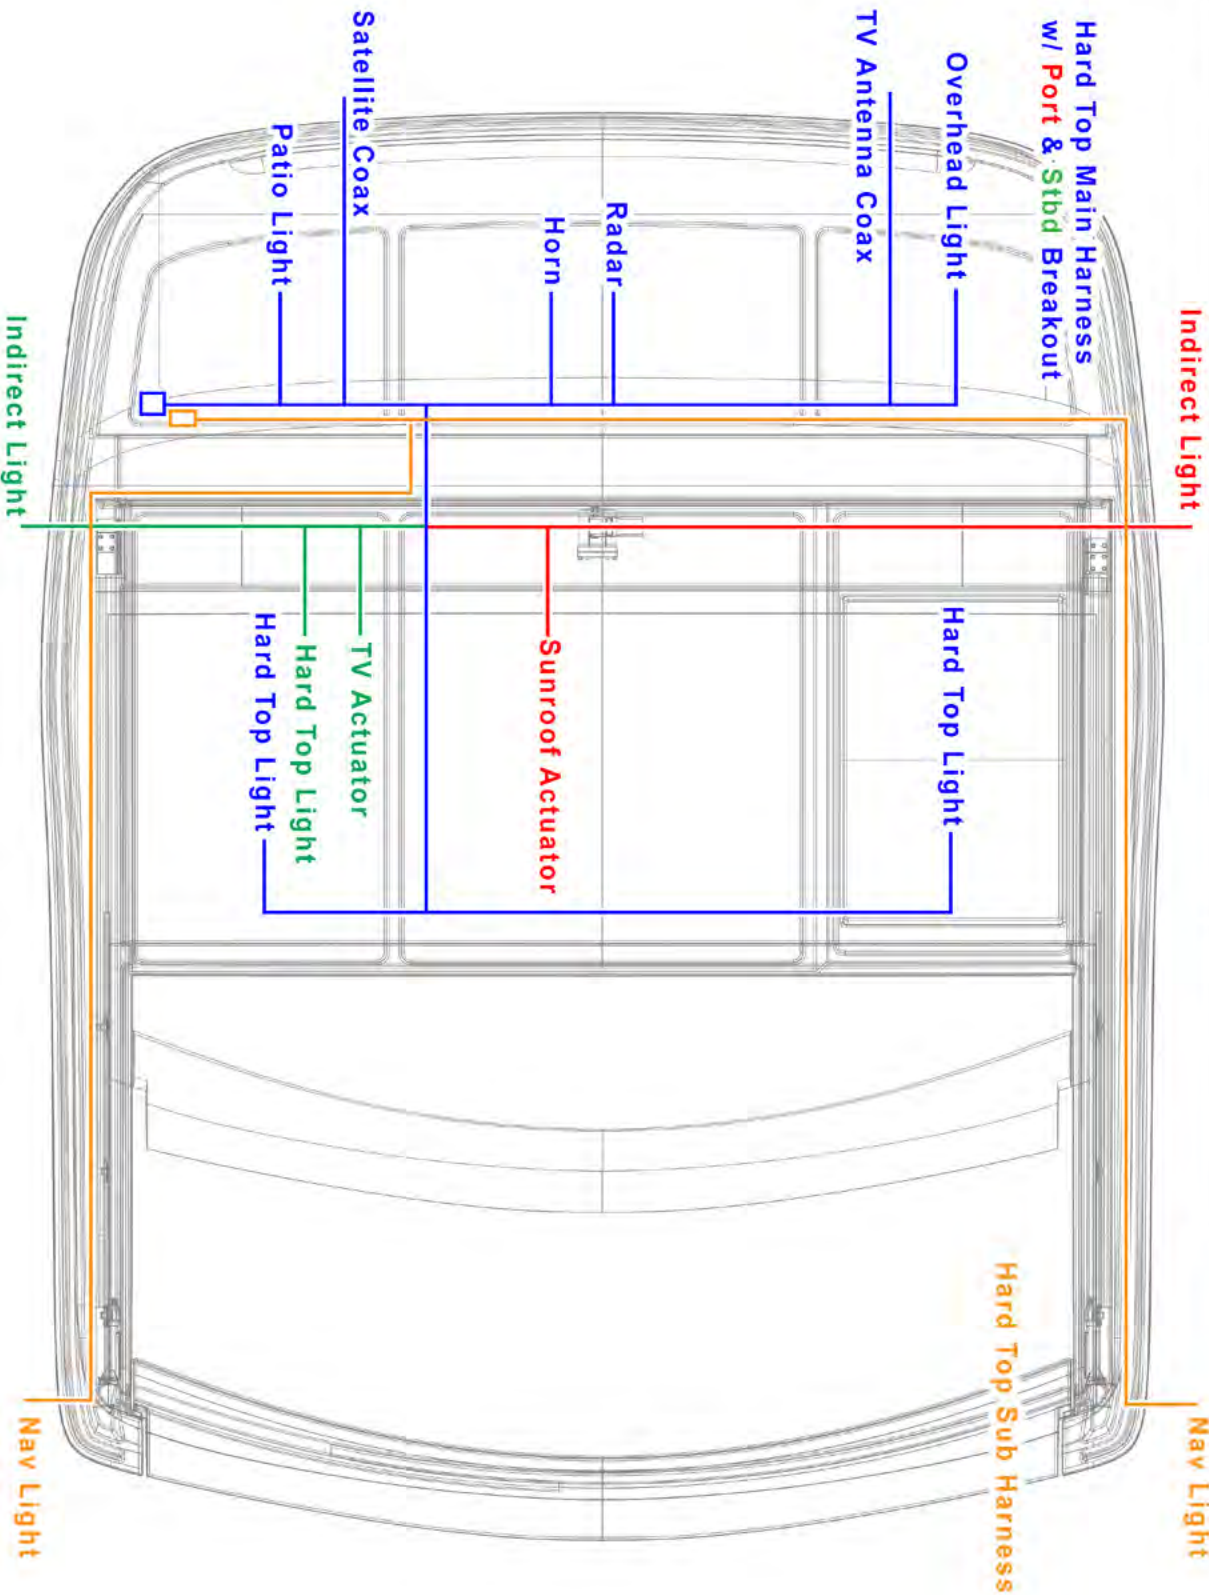 Hard Top Main Harness
w/ Port & Stbd Breakout
Overhead Light
TV Antenna Coax
Radar
Horn
Satellite Coax
Patio Light
Indirect Light
Indirect Light
Hard Top Light
Sunroof Actuator
TV Actuator
Hard Top Light
Hard Top Light
Hard Top Sub Harness
Nav Light
Nav Light